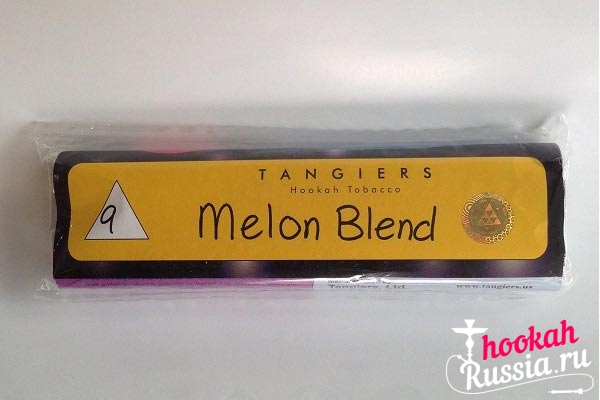 TANGIERS
Hookah Tobacco
9
Melon Blend
Tangiers, Ltd.
www.tangiers.us
hookah
Russia.ru